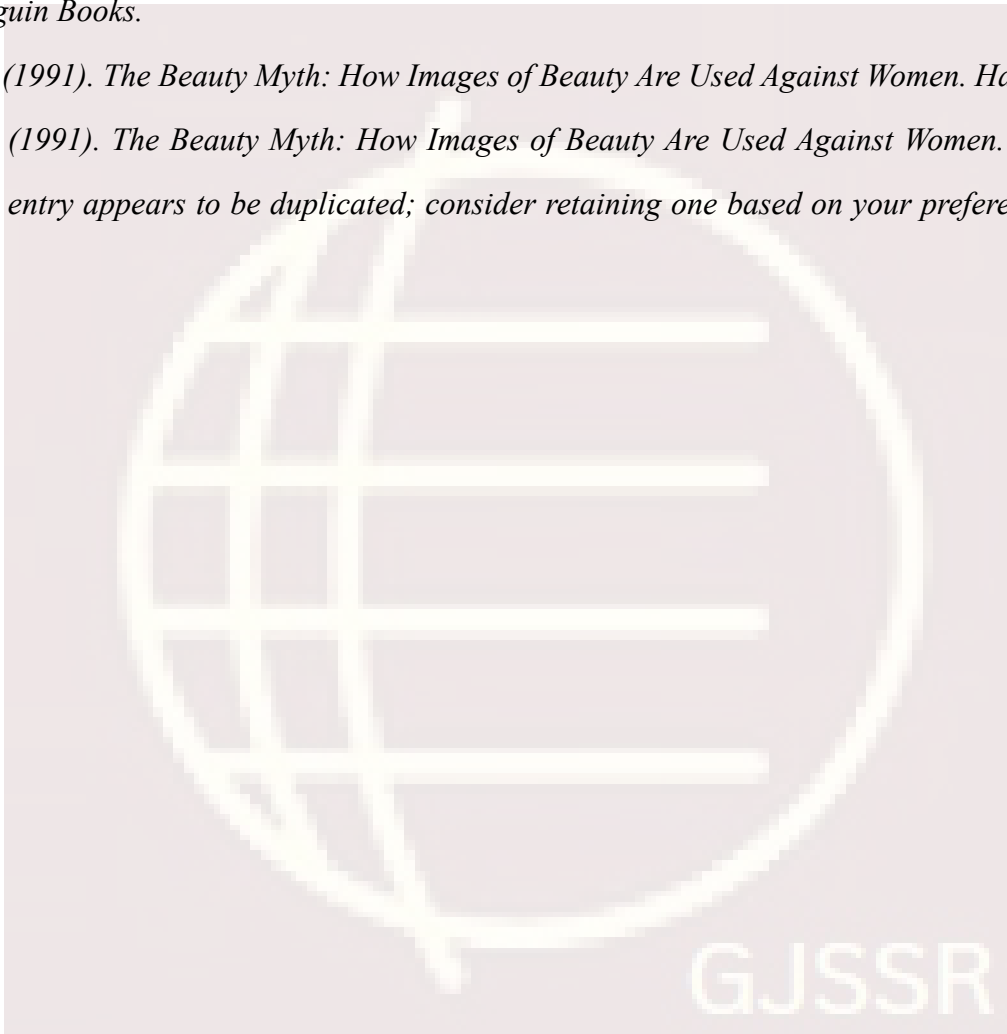 guin Books.
(1991). The Beauty Myth: How Images of Beauty Are Used Against Women. Ha
(1991). The Beauty Myth: How Images of Beauty Are Used Against Women.
entry appears to be duplicated; consider retaining one based on your prefere
GJSSR